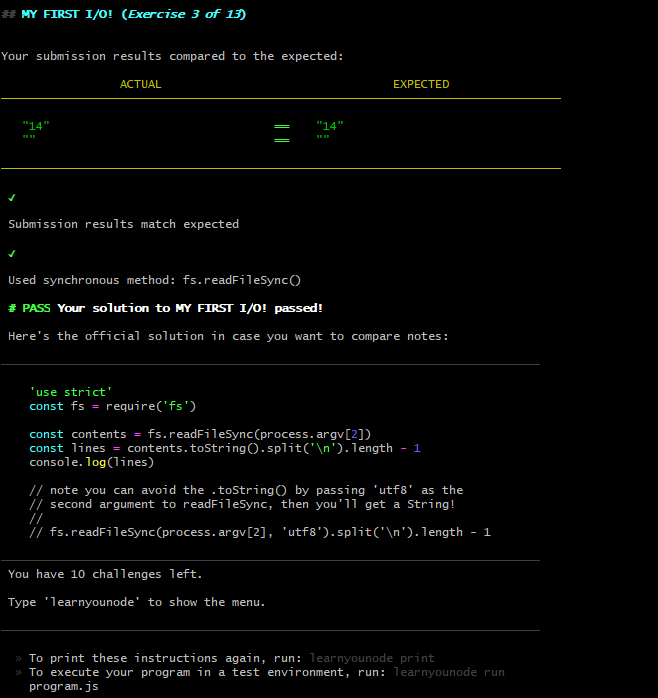 ## MY FIRST I/O! (Exercise 3 of 13)
Your submission results compared to the expected:
ACTUAL EXPECTED
"14" == "14"
"" == ""
✓
Submission results match expected
✓
Used synchronous method: fs.readFileSync()
# PASS Your solution to MY FIRST I/O! passed!
Here's the official solution in case you want to compare notes:
'use strict'
const fs = require('fs')
const contents = fs.readFileSync(process.argv[2])
const lines = contents.toString().split('\n').length - 1
console.log(lines)
// note you can avoid the .toString() by passing 'utf8' as the
// second argument to readFileSync, then you'll get a String!
//
// fs.readFileSync(process.argv[2], 'utf8').split('\n').length - 1
You have 10 challenges left.
Type 'learnyounode' to show the menu.
» To print these instructions again, run: learnyounode print
» To execute your program in a test environment, run: learnyounode run
program.js